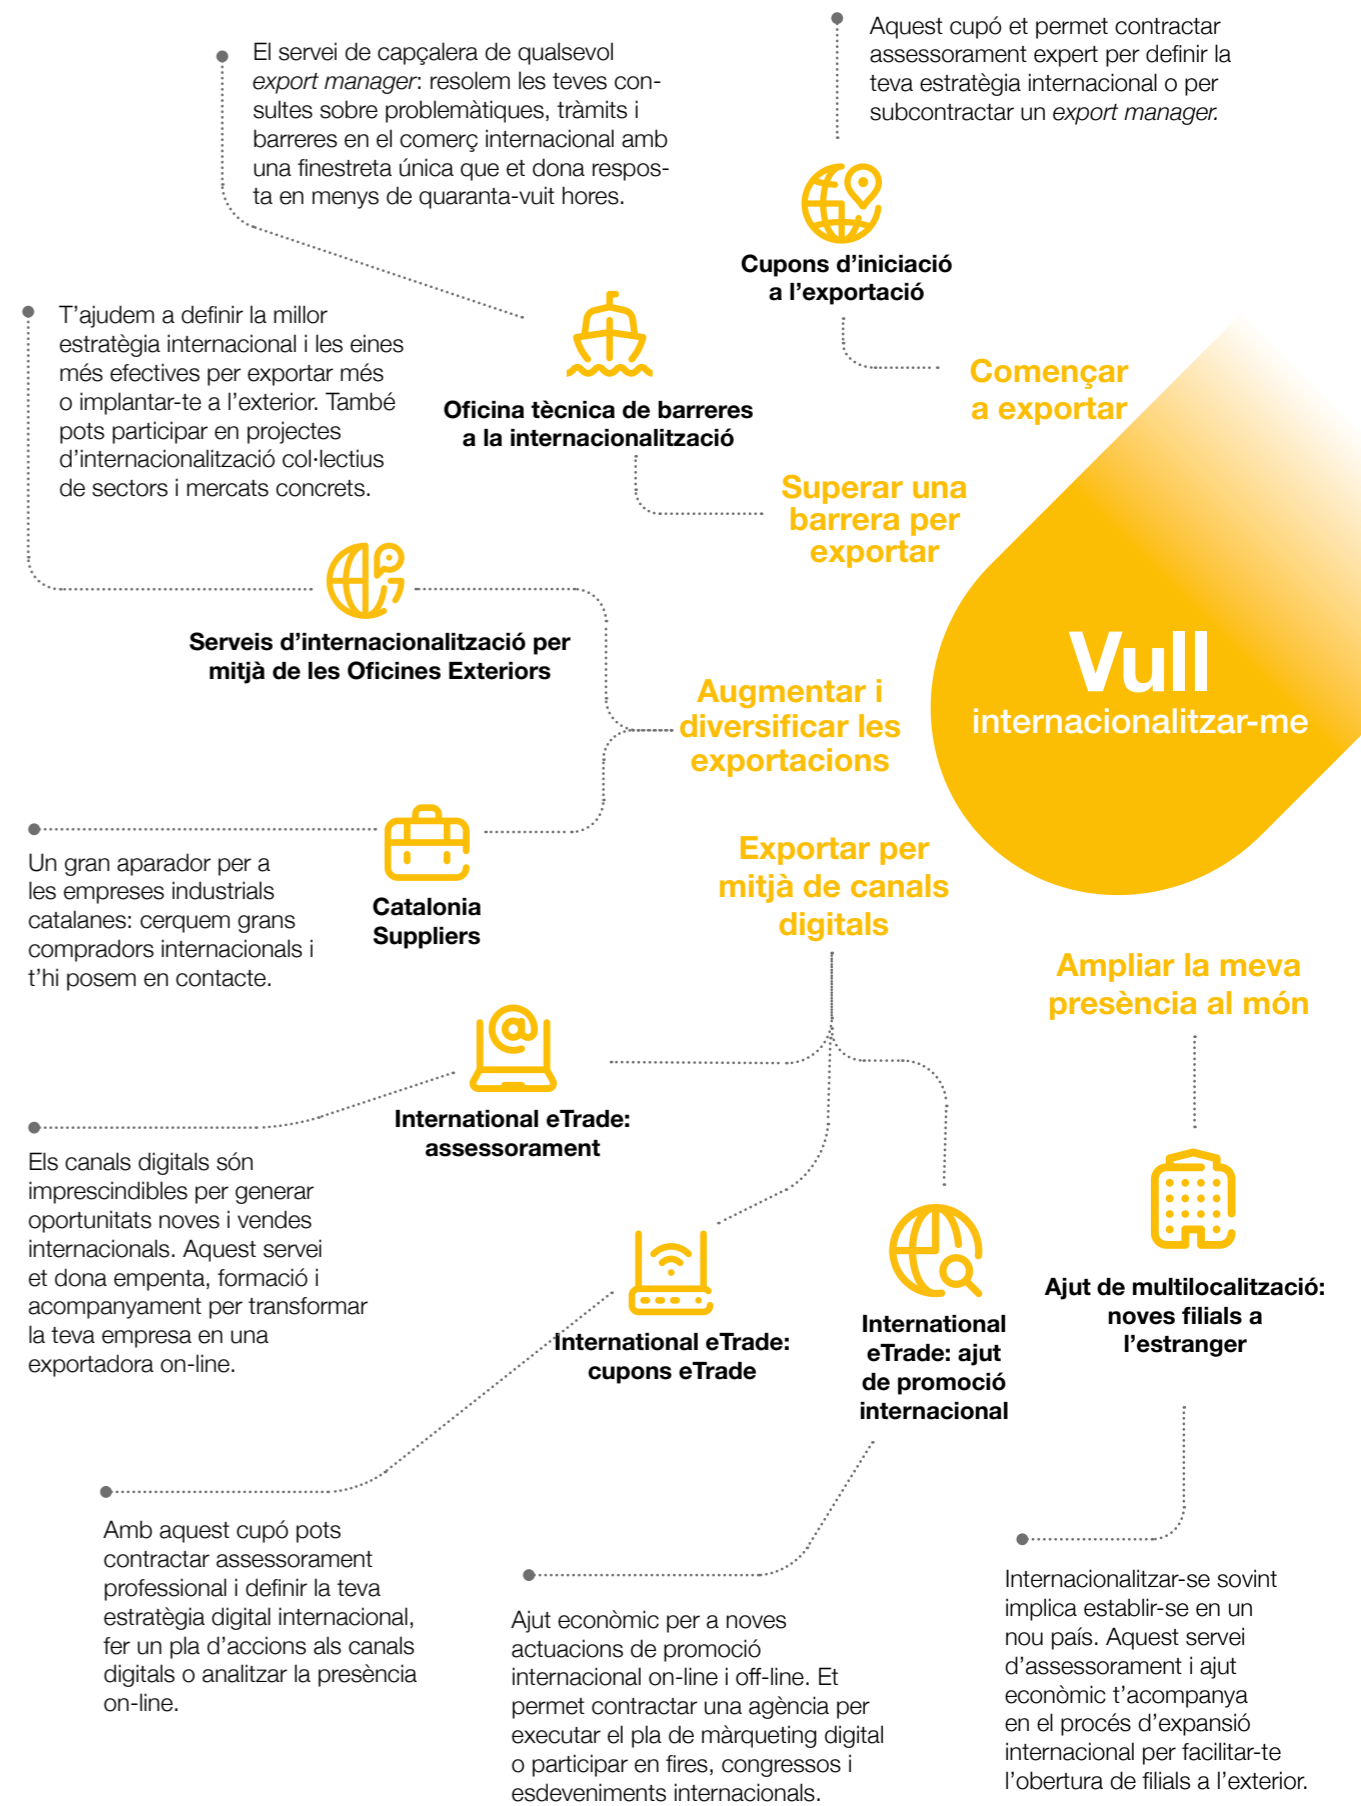 El servei de capçalera de qualsevol
export manager: resolem les teves con-
sultes sobre problemàtiques, tràmits i
barreres en el comerç internacional amb
una finestreta única que et dona respos-
ta en menys de quaranta-vuit hores.
Aquest cupó et permet contractar
assessorament expert per definir la
teva estratègia internacional o per
subcontractar un export manager.
Cupons d’iniciació
a l’exportació
T’ajudem a definir la millor
estratègia internacional i les eines
més efectives per exportar més
o implantar-te a l’exterior. També
pots participar en projectes
d’internacionalització col·lectius
de sectors i mercats concrets.
Oficina tècnica de barreres
a la internacionalització
Començar
a exportar
Superar una
barrera per
exportar
Serveis d’internacionalització per
mitjà de les Oficines Exteriors
Vull
internacionalitzar-me
Augmentar i
diversificar les
exportacions
Un gran aparador per a
les empreses industrials
catalanes: cerquem grans
compradors internacionals i
t’hi posem en contacte.
Catalonia
Suppliers
Exportar per
mitjà de canals
digitals
Ampliar la meva
presència al món
International eTrade:
assessorament
Els canals digitals són
imprescindibles per generar
oportunitats noves i vendes
internacionals. Aquest servei
et dona empenta, formació i
acompanyament per transformar
la teva empresa en una
exportadora on-line.
International eTrade:
cupons eTrade
International
eTrade: ajut
de promoció
internacional
Ajut de multilocalització:
noves filials a
l’estranger
Amb aquest cupó pots
contractar assessorament
professional i definir la teva
estratègia digital internacional,
fer un pla d’accions als canals
digitals o analitzar la presència
on-line.
Ajut econòmic per a noves
actuacions de promoció
internacional on-line i off-line. Et
permet contractar una agència per
executar el pla de màrqueting digital
o participar en fires, congressos i
esdeveniments internacionals.
Internacionalitzar-se sovint
implica establir-se en un
nou país. Aquest servei
d’assessorament i ajut
econòmic t’acompanya
en el procés d’expansió
internacional per facilitar-te
l’obertura de filials a l’exterior.